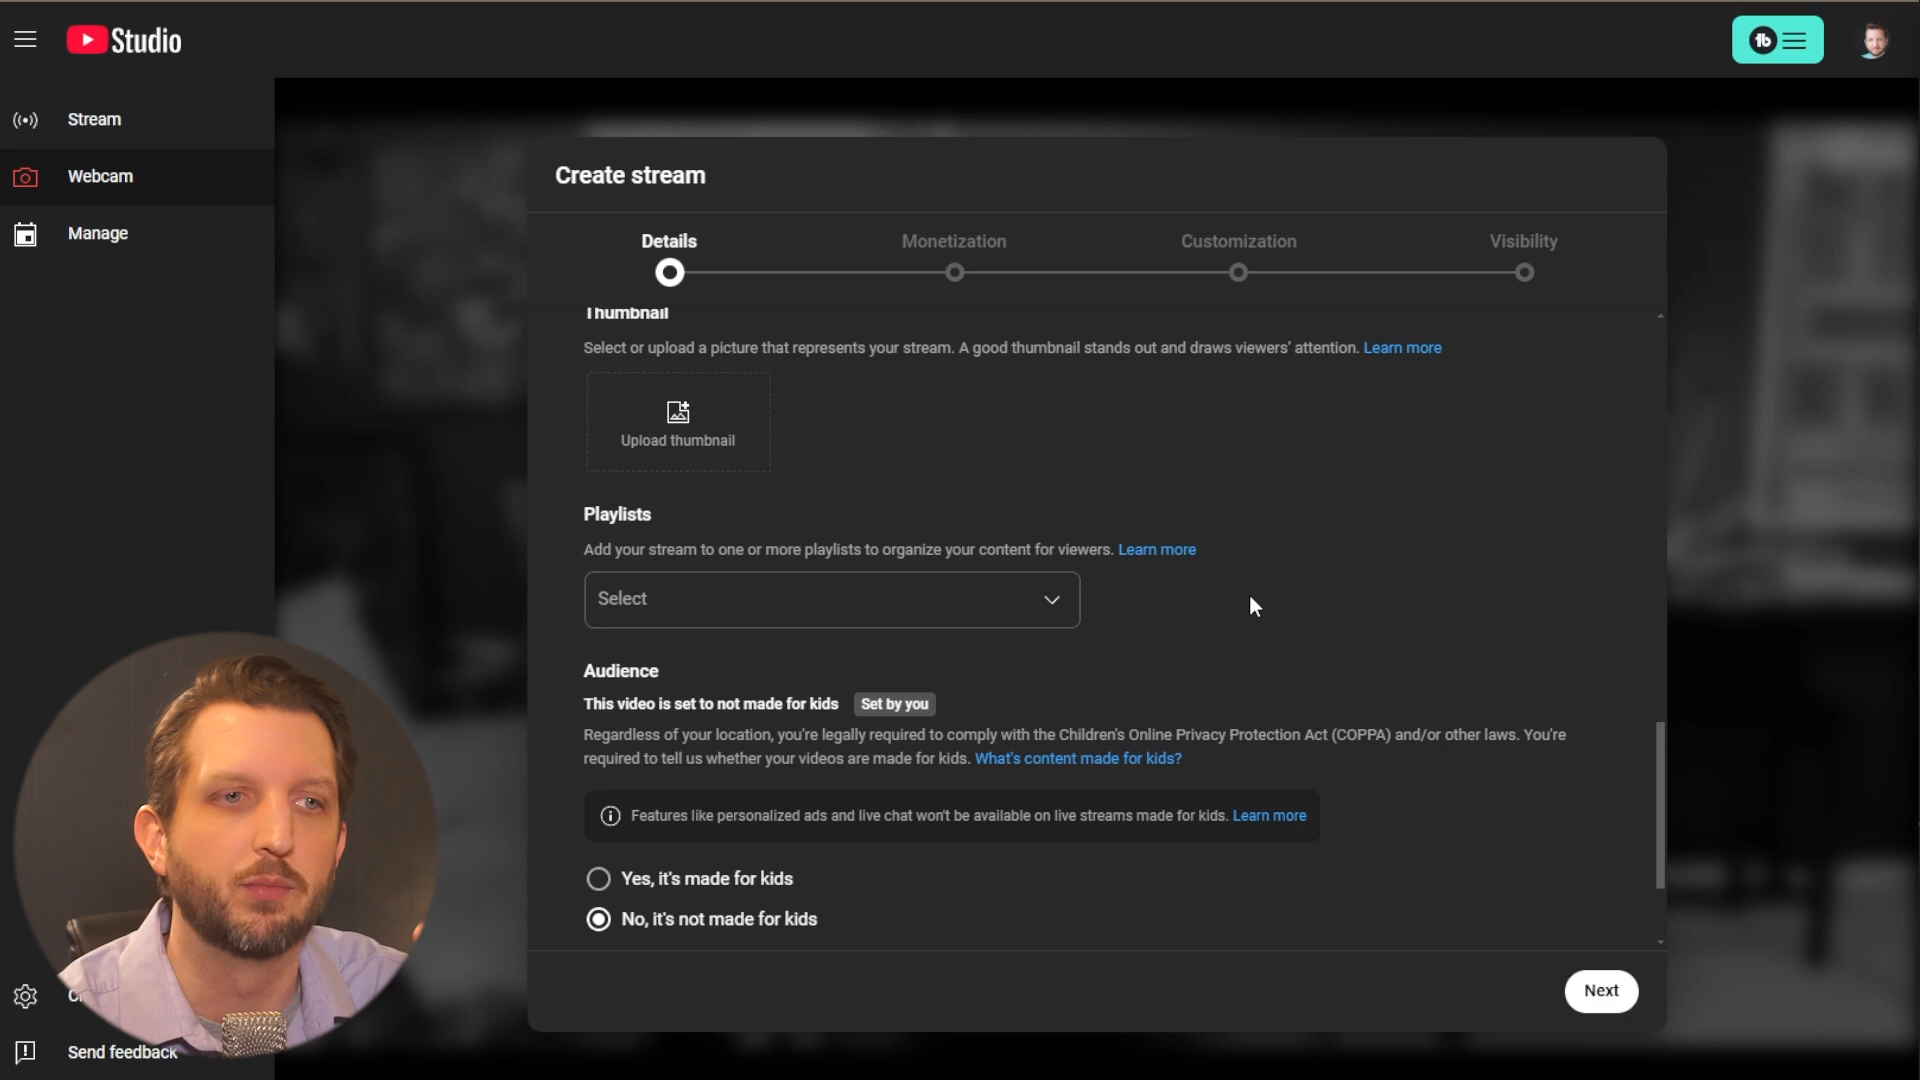 Studio
Stream
Webcam
Manage
Send feedback
Create stream
Details
Monetization
Customization
Visibility
Thumbnail
Select or upload a picture that represents your stream. A good thumbnail stands out and draws viewers' attention. Learn more
Upload thumbnail
Playlists
Add your stream to one or more playlists to organize your content for viewers. Learn more
Select
Audience
This video is set to not made for kids Set by you
Regardless of your location, you're legally required to comply with the Children's Online Privacy Protection Act (COPPA) and/or other laws. You're
required to tell us whether your videos are made for kids. What's content made for kids?
Features like personalized ads and live chat won't be available on live streams made for kids. Learn more
Yes, it's made for kids
No, it's not made for kids
Next